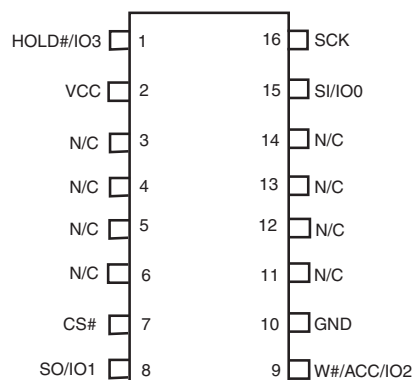 HOLD#/IO3 1 16 SCK
VCC 2 15 SI/IO0
N/C 3 14 N/C
N/C 4 13 N/C
N/C 5 12 N/C
N/C 6 11 N/C
CS# 7 10 GND
SO/IO1 8 9 W#/ACC/IO2